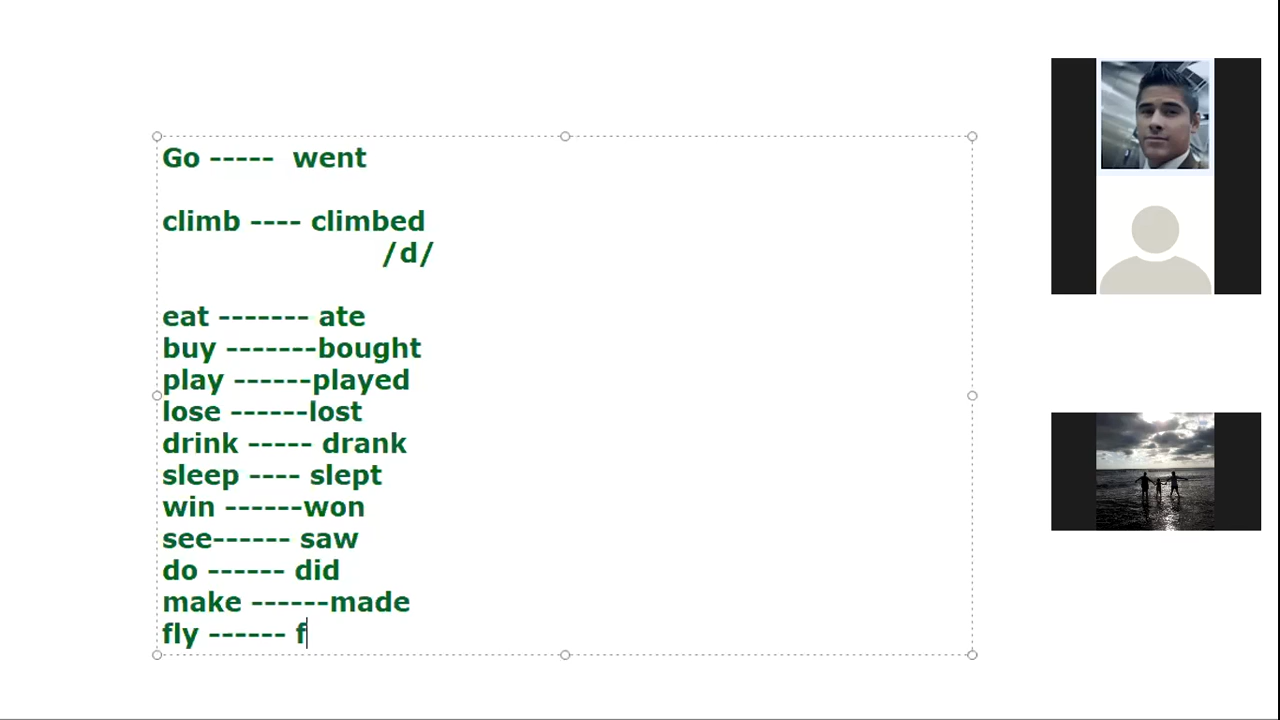 Go -----  went
climb ---- climbed
/d/
eat ------- ate
buy -------bought
play ------played
lose ------lost
drink ----- drank
sleep ---- slept
win ------won
see------ saw
do ------ did
make ------made
fly ------ f